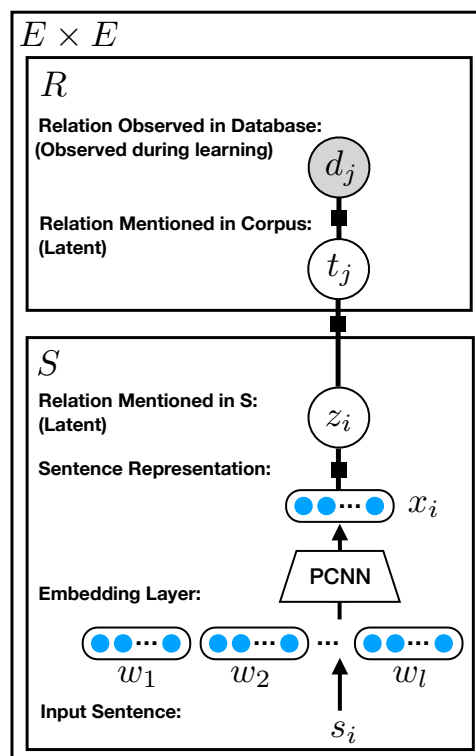 E × E
R
Relation Observed in Database:
(Observed during learning)
d_j
Relation Mentioned in Corpus:
(Latent)
t_j
S
Relation Mentioned in S:
(Latent)
z_i
Sentence Representation:
··· x_i
PCNN
Embedding Layer:
··· ··· ··· ···
w_1 w_2 w_l
Input Sentence:
s_i